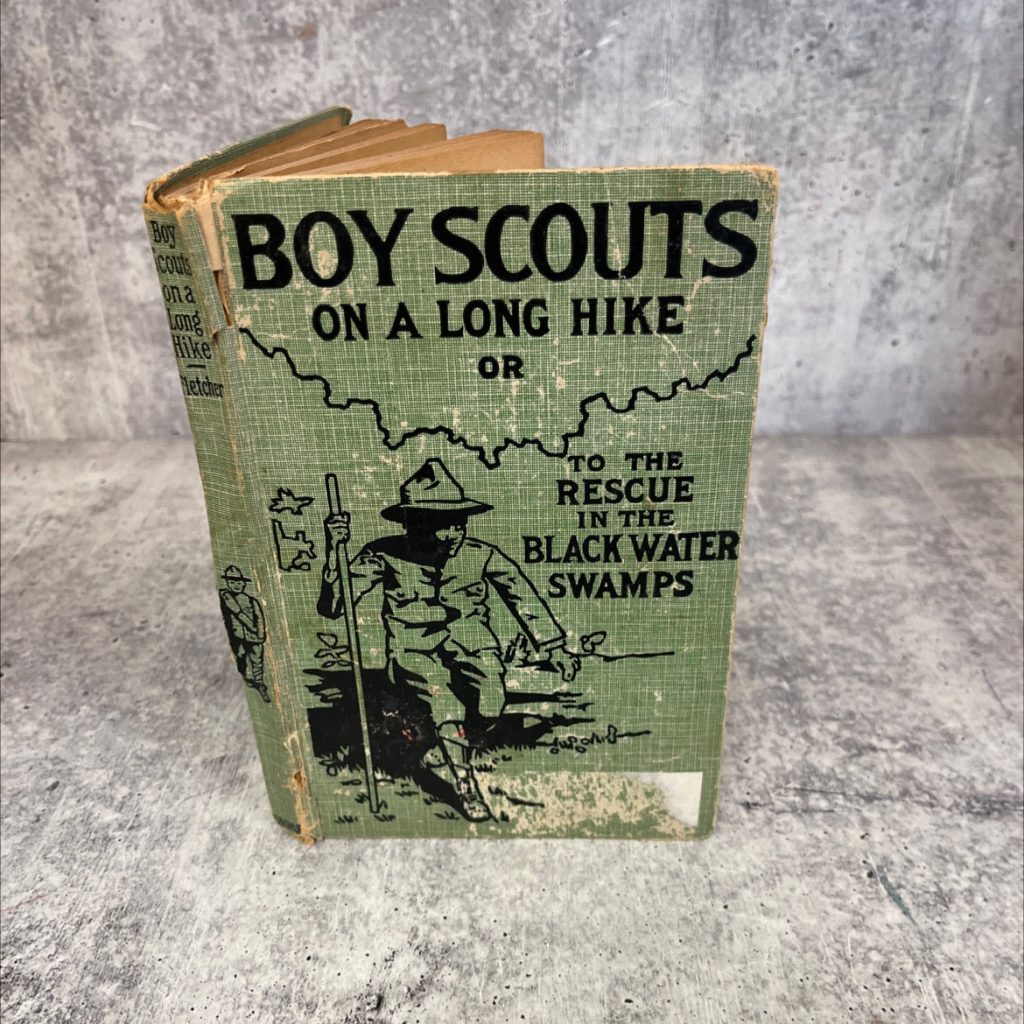 BOY SCOUTS
ON A LONG HIKE
OR
TO THE
RESCUE
IN THE
BLACK WATER
SWAMPS
Boy
Scouts
on a
Long
Hike
Fletcher